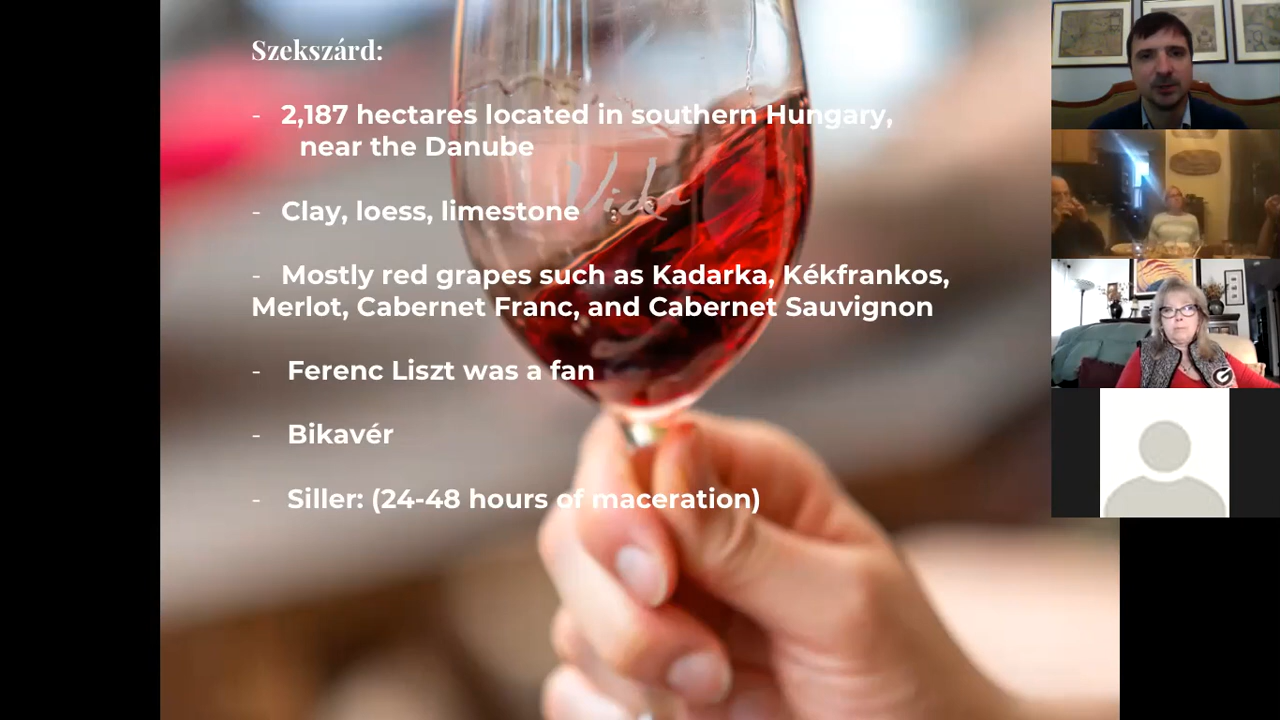 Szekszárd:
- 2,187 hectares located in southern Hungary,
near the Danube
- Clay, loess, limestone
Vida
- Mostly red grapes such as Kadarka, Kékfrankos,
Merlot, Cabernet Franc, and Cabernet Sauvignon
- Ferenc Liszt was a fan
- Bikavér
- Siller: (24-48 hours of maceration)